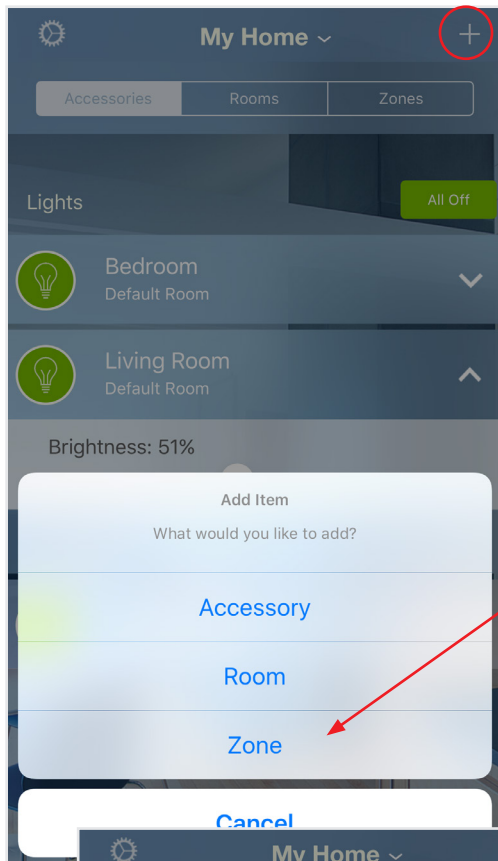 My Home
Accessories Rooms Zones
Lights
All Off
Bedroom
Default Room
Living Room
Default Room
Brightness: 51%
Add Item
What would you like to add?
Accessory
Room
Zone
Cancel
My Home